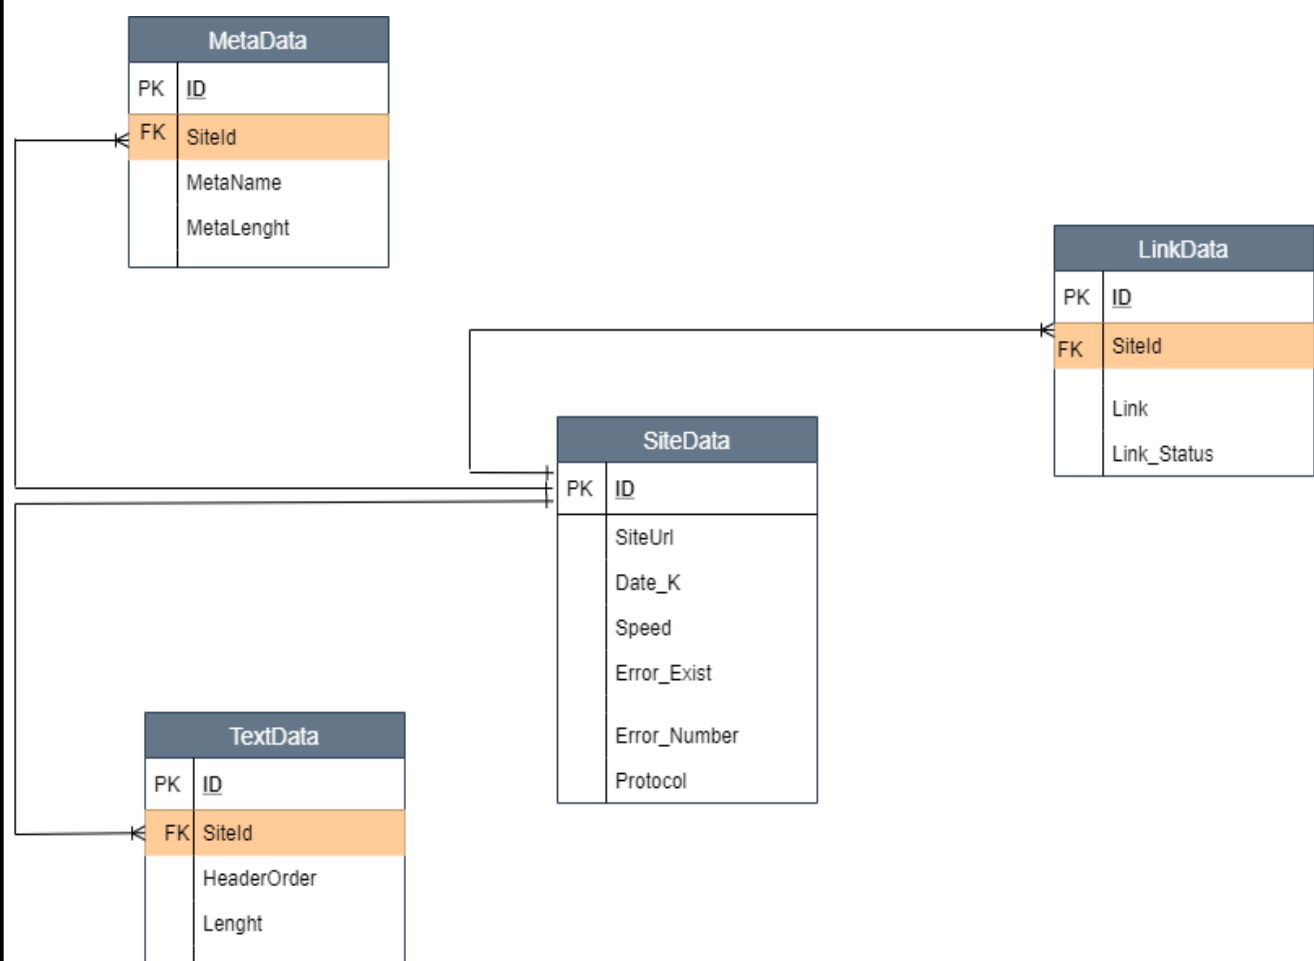 MetaData
PK ID
FK SiteId
MetaName
MetaLenght
LinkData
PK ID
FK SiteId
Link
Link_Status
SiteData
PK ID
SiteUrl
Date_K
Speed
Error_Exist
Error_Number
Protocol
TextData
PK ID
FK SiteId
HeaderOrder
Lenght